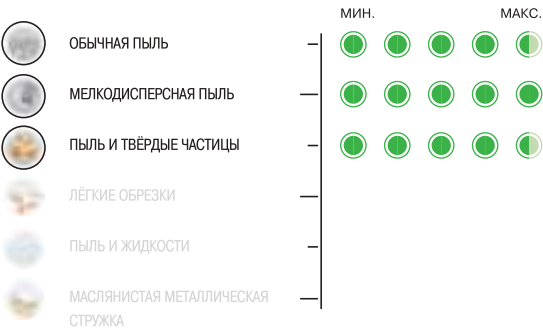 МИН. МАКС.
ОБЫЧНАЯ ПЫЛЬ
МЕЛКОДИСПЕРСНАЯ ПЫЛЬ
ПЫЛЬ И ТВЁРДЫЕ ЧАСТИЦЫ
ЛЁГКИЕ ОБРЕЗКИ
ПЫЛЬ И ЖИДКОСТИ
МАСЛЯНИСТАЯ МЕТАЛЛИЧЕСКАЯ
СТРУЖКА